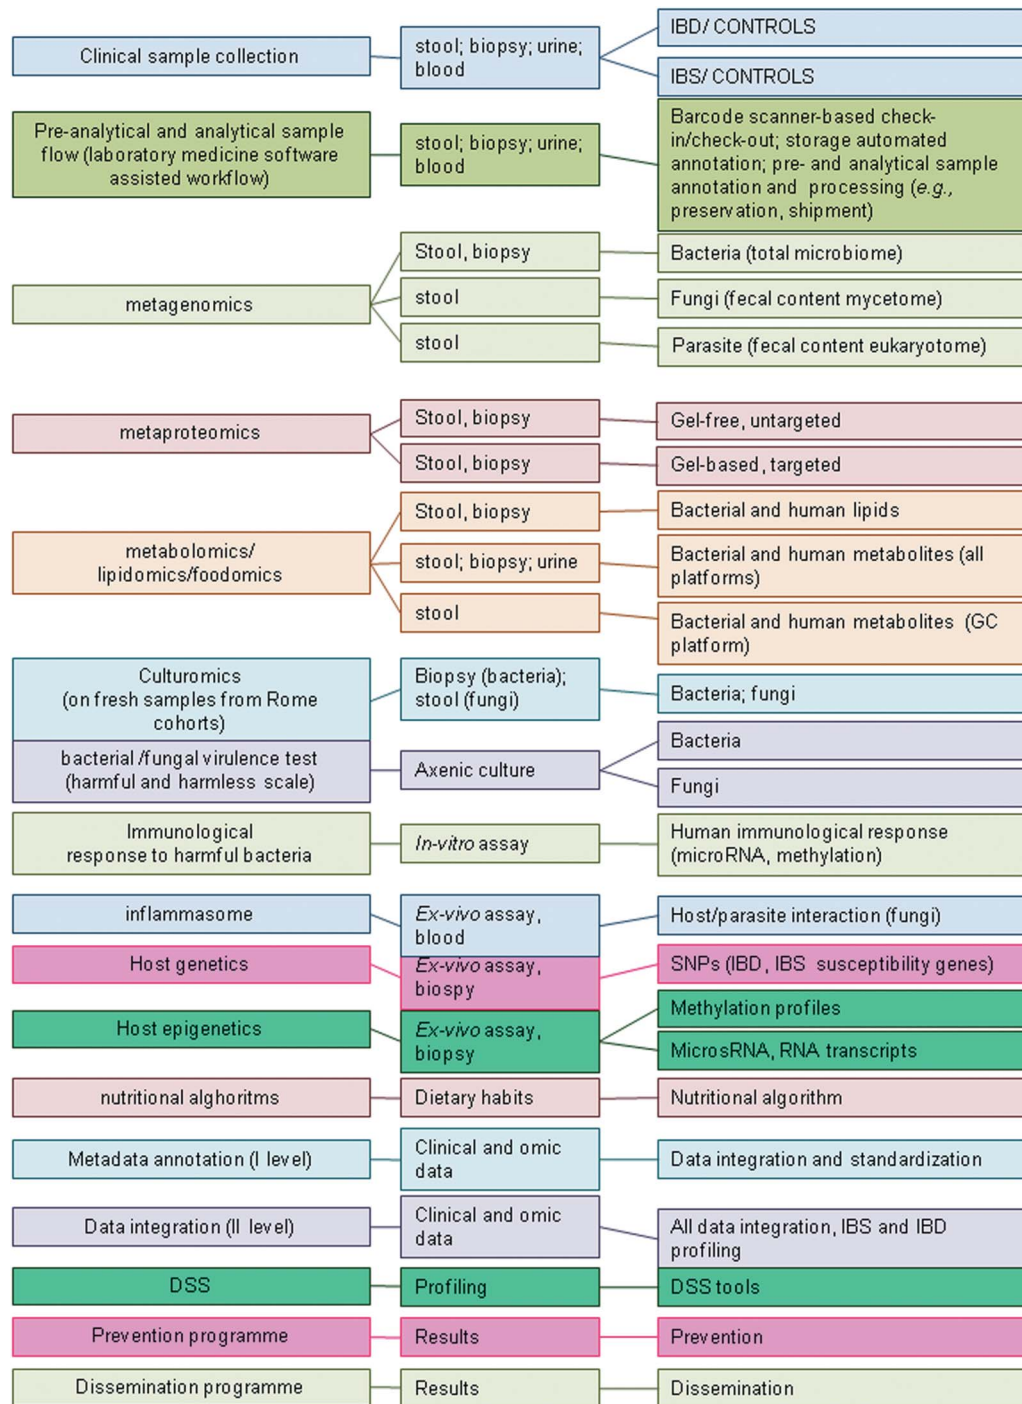 Clinical sample collection
stool; biopsy; urine;
blood
IBD/ CONTROLS
IBS/ CONTROLS
Pre-analytical and analytical sample
flow (laboratory medicine software
assisted workflow)
stool; biopsy; urine;
blood
Barcode scanner-based check-
in/check-out; storage automated
annotation; pre- and analytical sample
annotation and processing (e.g.,
preservation, shipment)
metagenomics
Stool, biopsy
Bacteria (total microbiome)
stool
Fungi (fecal content mycetome)
stool
Parasite (fecal content eukaryotome)
metaproteomics
Stool, biopsy
Gel-free, untargeted
Stool, biopsy
Gel-based, targeted
metabolomics/
lipidomics/foodomics
Stool, biopsy
Bacterial and human lipids
stool; biopsy; urine
Bacterial and human metabolites (all
platforms)
stool
Bacterial and human metabolites (GC
platform)
Culturomics
(on fresh samples from Rome
cohorts)
Biopsy (bacteria);
stool (fungi)
Bacteria; fungi
bacterial /fungal virulence test
(harmful and harmless scale)
Axenic culture
Bacteria
Fungi
Immunological
response to harmful bacteria
In-vitro assay
Human immunological response
(microRNA, methylation)
inflammasome
Ex-vivo assay,
blood
Host/parasite interaction (fungi)
Host genetics
Ex-vivo assay,
biospy
SNPs (IBD, IBS susceptibility genes)
Host epigenetics
Ex-vivo assay,
biopsy
Methylation profiles
MicrosRNA, RNA transcripts
nutritional alghoritms
Dietary habits
Nutritional algorithm
Metadata annotation (I level)
Clinical and omic
data
Data integration and standardization
Data integration (II level)
Clinical and omic
data
All data integration, IBS and IBD
profiling
DSS
Profiling
DSS tools
Prevention programme
Results
Prevention
Dissemination programme
Results
Dissemination